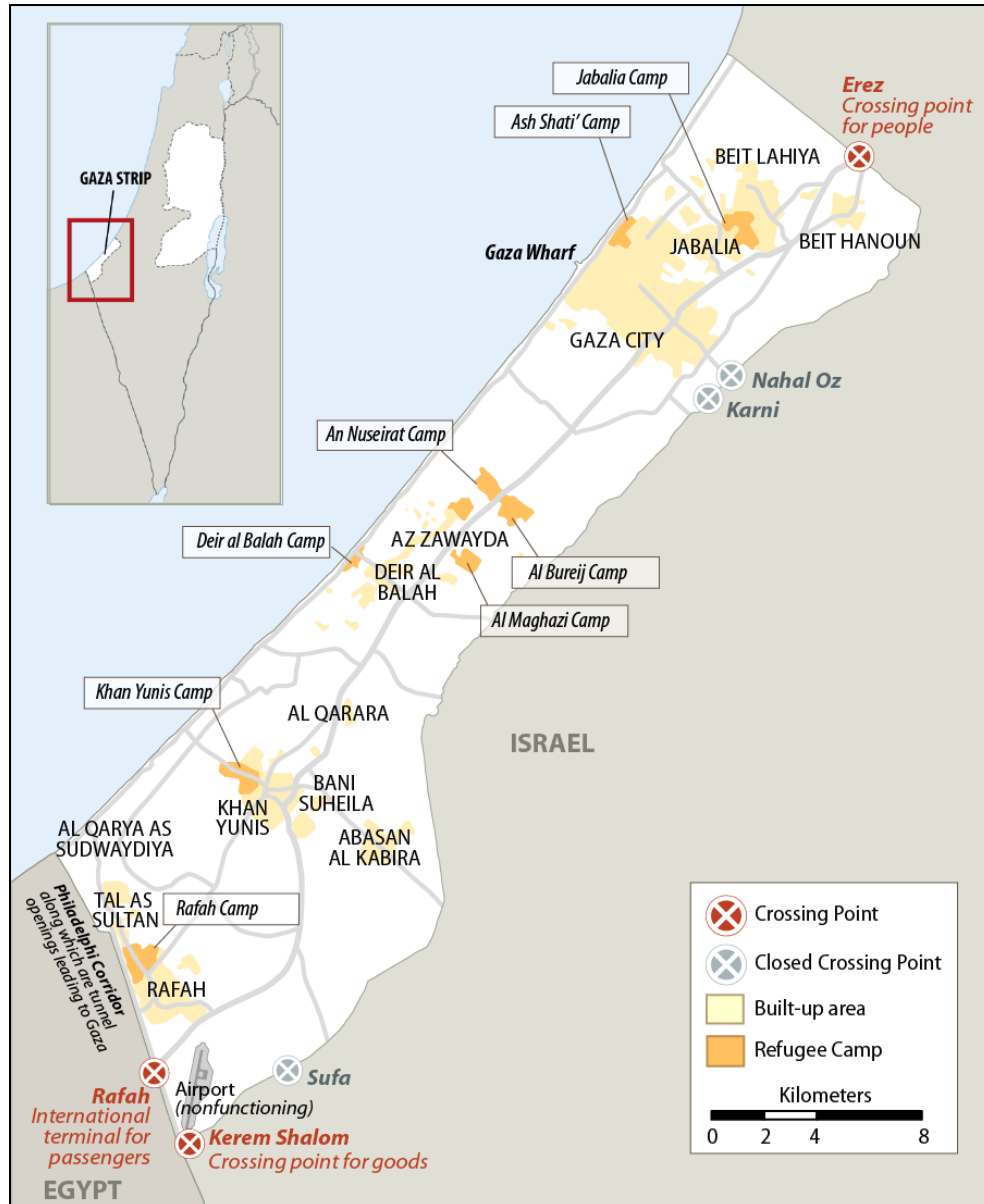 GAZA STRIP
Jabalia Camp
Ash Shati' Camp
Erez
Crossing point
for people
BEIT LAHIYA
Gaza Wharf
JABALIA
BEIT HANOUN
GAZA CITY
Nahal Oz
Karni
An Nuseirat Camp
Deir al Balah Camp
AZ ZAWAYDA
DEIR AL
BALAH
Al Bureij Camp
Al Maghazi Camp
Khan Yunis Camp
AL QARARA
ISRAEL
BANI
SUHEILA
KHAN
YUNIS
AL QARYA AS
SUDWAYDIYA
ABASAN
AL KABIRA
TAL AS
SULTAN
Rafah Camp
Philadelphi Corridor
along which are tunnel
openings leading to Gaza
RAFAH
Rafah
International
terminal for
passengers
Airport
(nonfunctioning)
Sufa
Kerem Shalom
Crossing point for goods
EGYPT
Crossing Point
Closed Crossing Point
Built-up area
Refugee Camp
Kilometers
0 2 4 8